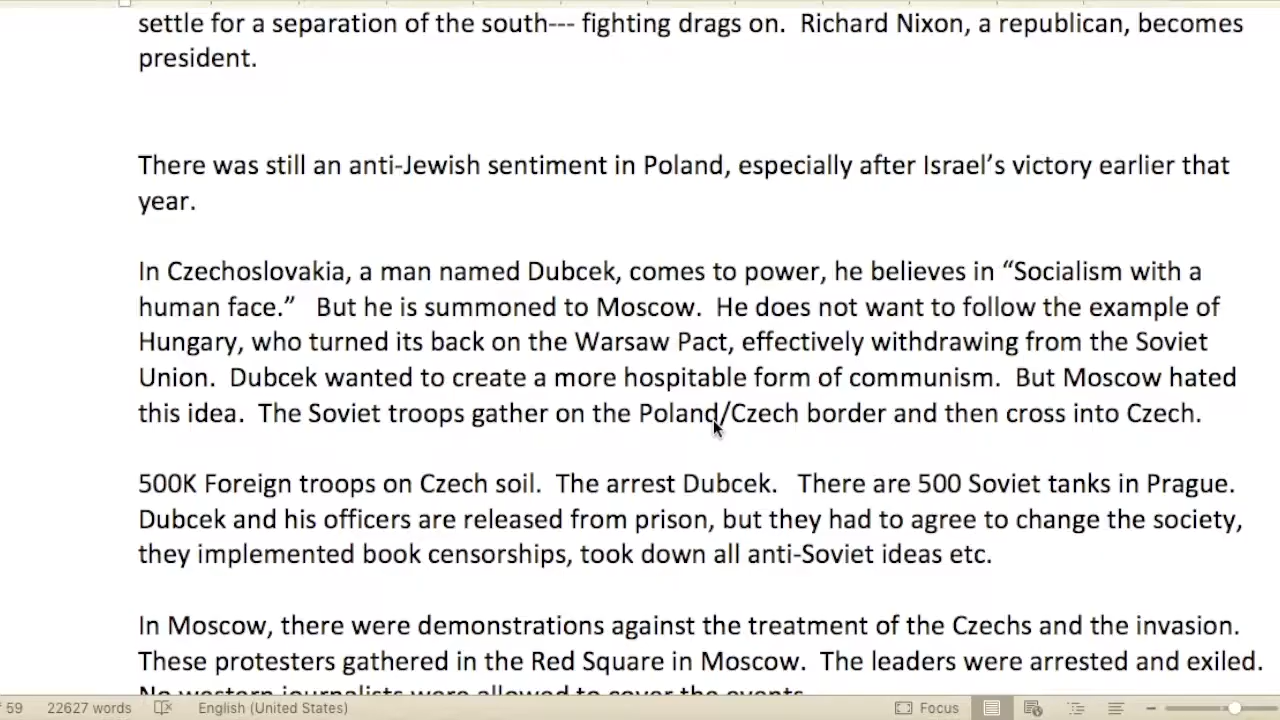 settle for a separation of the south--- fighting drags on.  Richard Nixon, a republican, becomes
president.
There was still an anti-Jewish sentiment in Poland, especially after Israel’s victory earlier that
year.
In Czechoslovakia, a man named Dubcek, comes to power, he believes in “Socialism with a
human face.”   But he is summoned to Moscow.  He does not want to follow the example of
Hungary, who turned its back on the Warsaw Pact, effectively withdrawing from the Soviet
Union.  Dubcek wanted to create a more hospitable form of communism.  But Moscow hated
this idea.  The Soviet troops gather on the Poland/Czech border and then cross into Czech.
500K Foreign troops on Czech soil.  The arrest Dubcek.   There are 500 Soviet tanks in Prague.
Dubcek and his officers are released from prison, but they had to agree to change the society,
they implemented book censorships, took down all anti-Soviet ideas etc.
In Moscow, there were demonstrations against the treatment of the Czechs and the invasion.
These protesters gathered in the Red Square in Moscow.  The leaders were arrested and exiled.
No western journalists were allowed to cover the events
59 22627 words English (United States) Focus